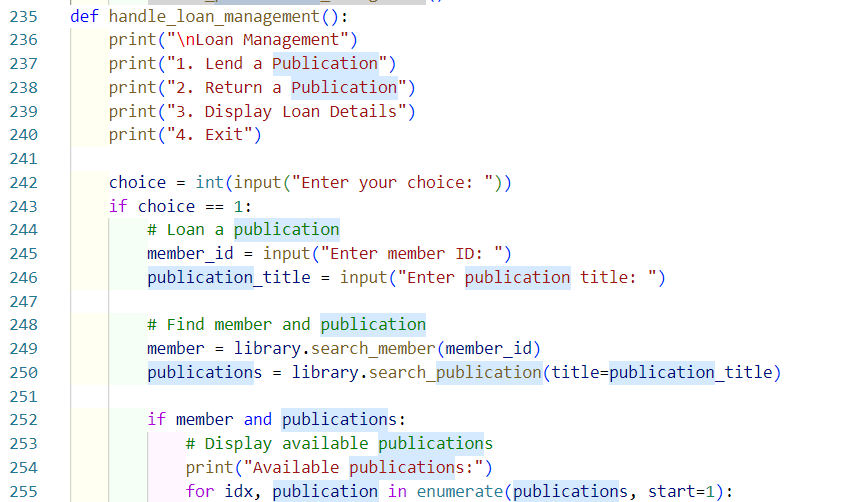 235 def handle_loan_management():
236     print("\nLoan Management")
237     print("1. Lend a Publication")
238     print("2. Return a Publication")
239     print("3. Display Loan Details")
240     print("4. Exit")
241
242     choice = int(input("Enter your choice: "))
243     if choice == 1:
244         # Loan a publication
245         member_id = input("Enter member ID: ")
246         publication_title = input("Enter publication title: ")
247
248         # Find member and publication
249         member = library.search_member(member_id)
250         publications = library.search_publication(title=publication_title)
251
252         if member and publications:
253             # Display available publications
254             print("Available publications:")
255             for idx, publication in enumerate(publications, start=1):